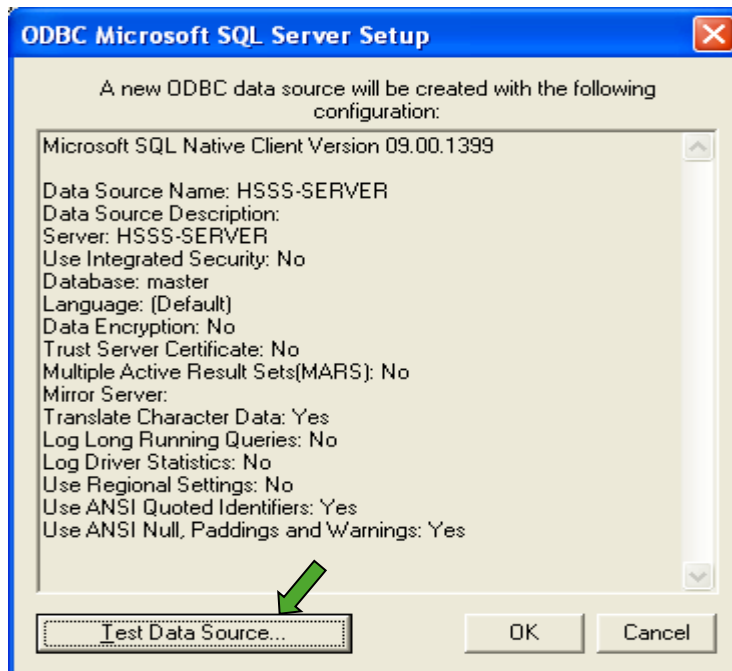 ODBC Microsoft SQL Server Setup
A new ODBC data source will be created with the following
configuration:
Microsoft SQL Native Client Version 09.00.1399
Data Source Name: HSSS-SERVER
Data Source Description:
Server: HSSS-SERVER
Use Integrated Security: No
Database: master
Language: (Default)
Data Encryption: No
Trust Server Certificate: No
Multiple Active Result Sets(MARS): No
Mirror Server:
Translate Character Data: Yes
Log Long Running Queries: No
Log Driver Statistics: No
Use Regional Settings: No
Use ANSI Quoted Identifiers: Yes
Use ANSI Null, Paddings and Warnings: Yes
Test Data Source... OK Cancel